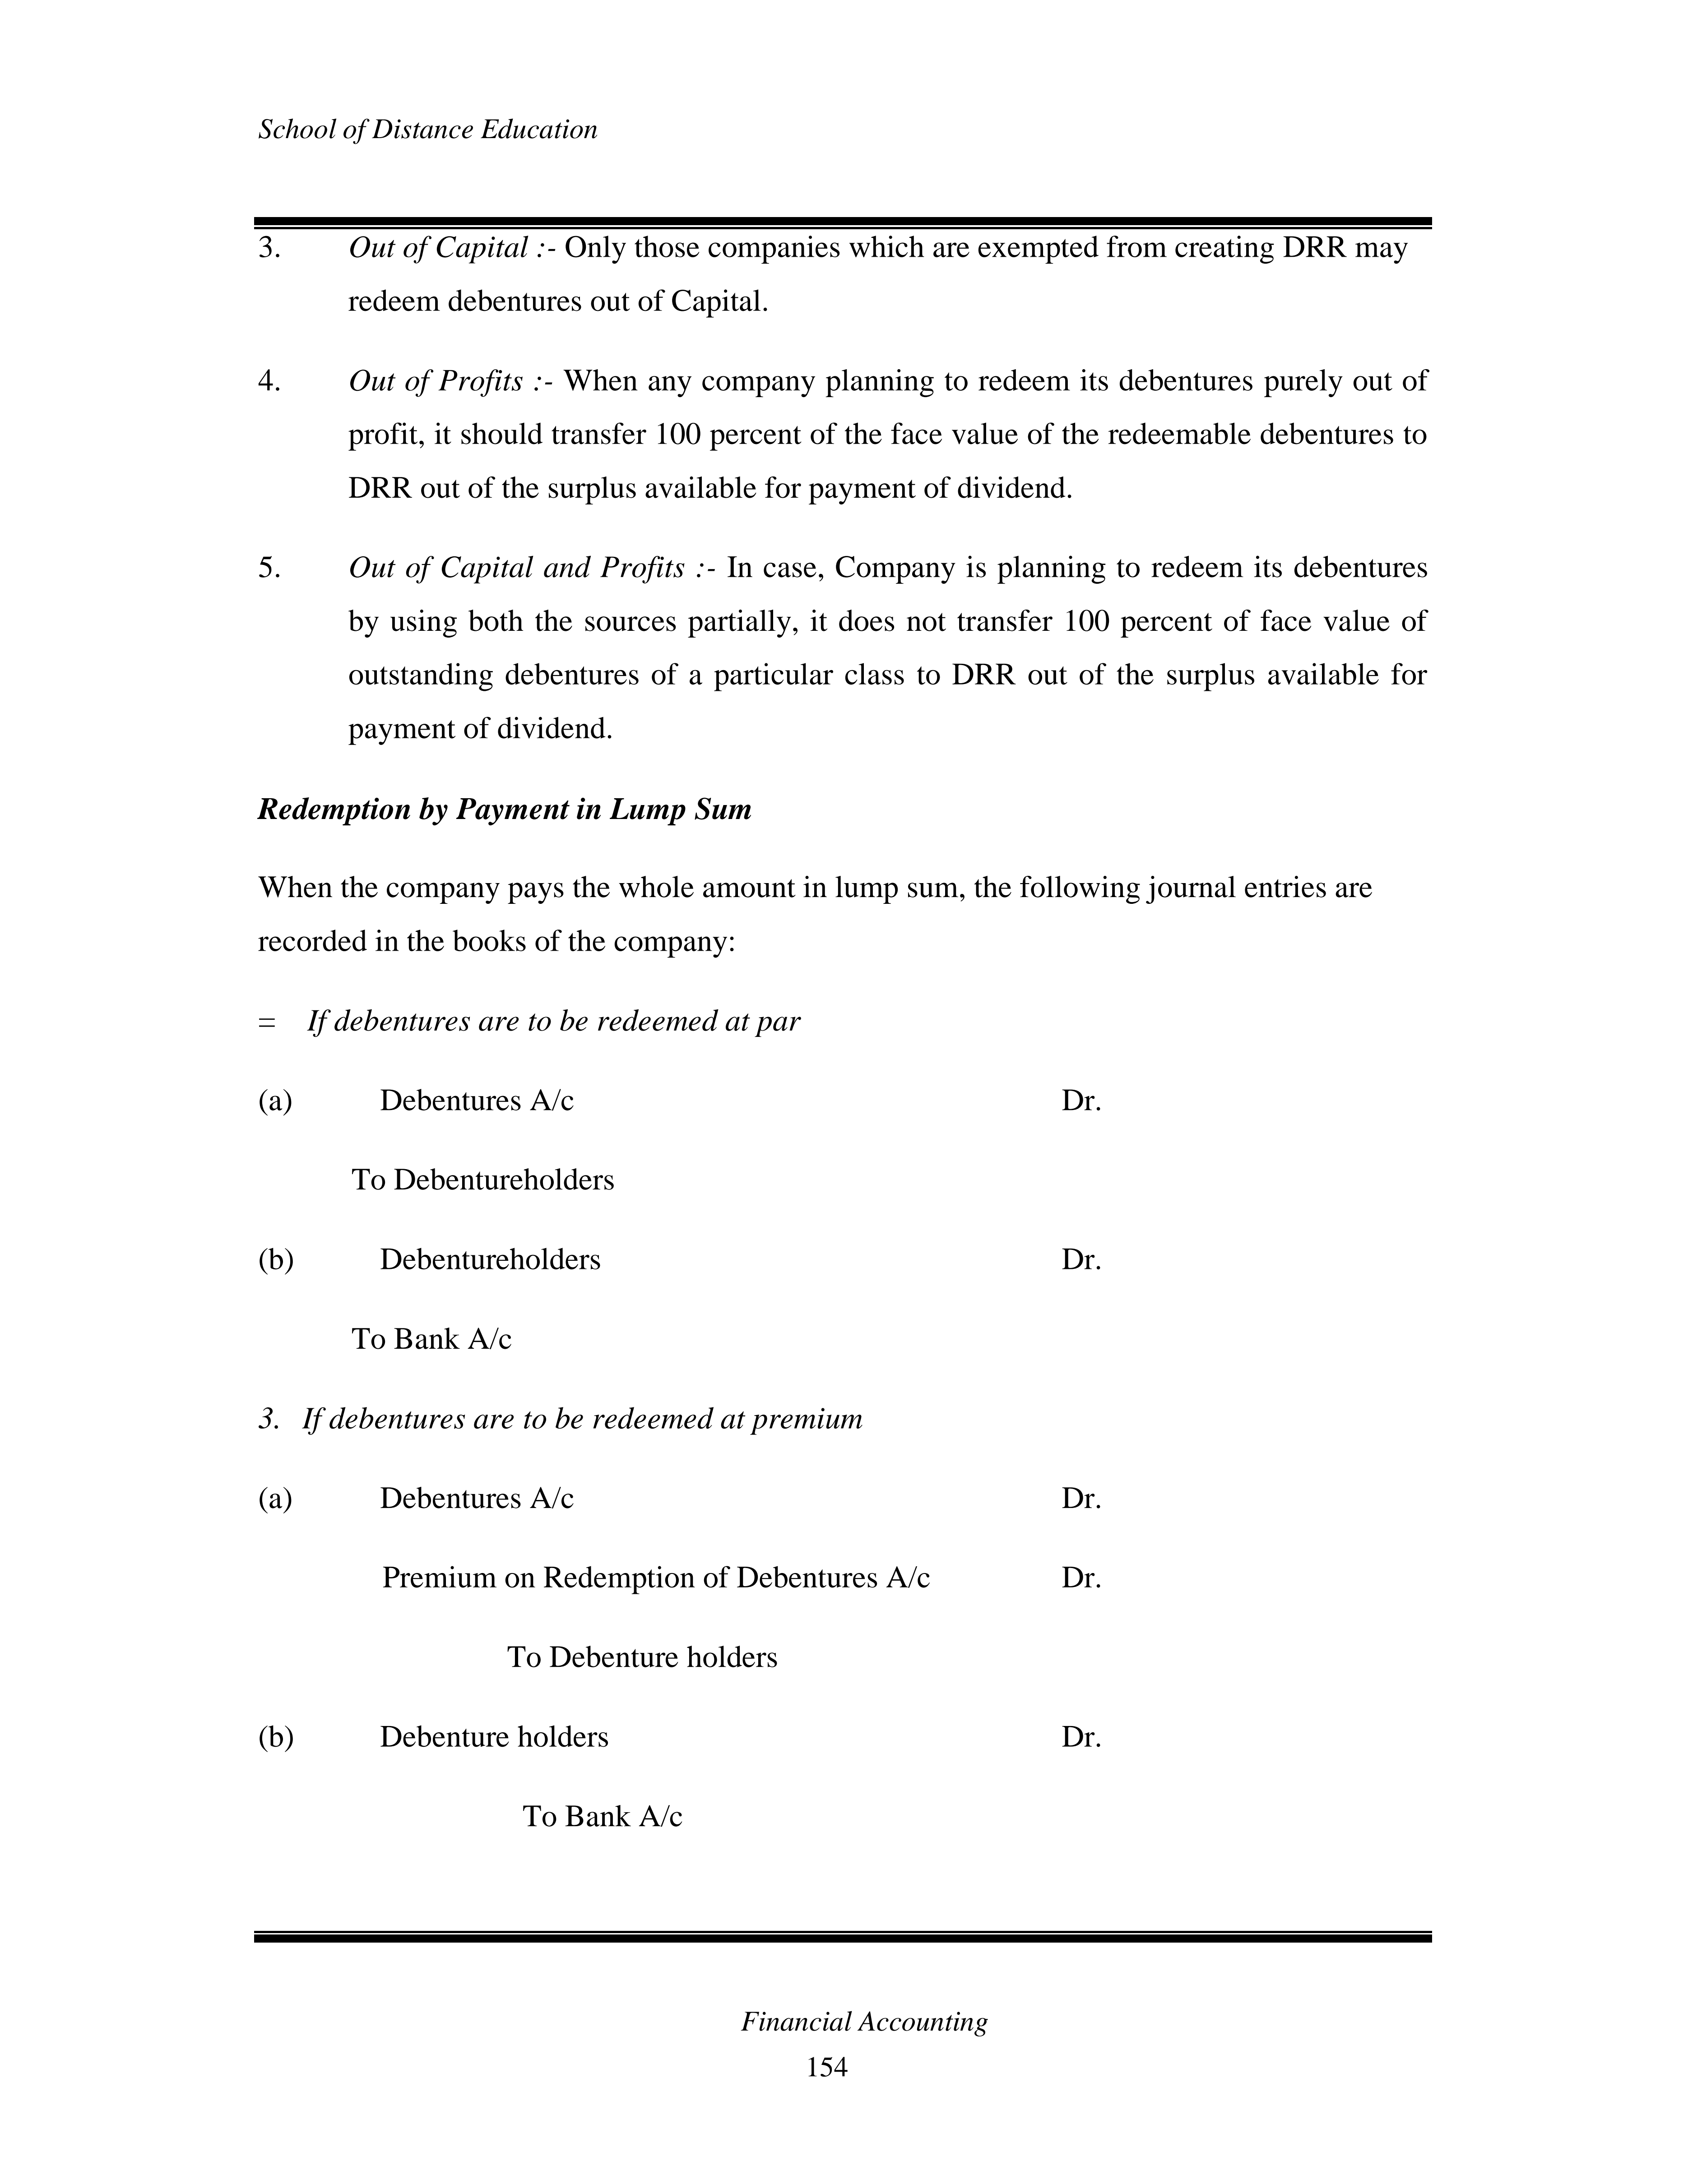 School of Distance Education
3. Out of Capital :- Only those companies which are exempted from creating DRR may
redeem debentures out of Capital.
4. Out of Profits :- When any company planning to redeem its debentures purely out of
profit, it should transfer 100 percent of the face value of the redeemable debentures to
DRR out of the surplus available for payment of dividend.
5. Out of Capital and Profits :- In case, Company is planning to redeem its debentures
by using both the sources partially, it does not transfer 100 percent of face value of
outstanding debentures of a particular class to DRR out of the surplus available for
payment of dividend.
Redemption by Payment in Lump Sum
When the company pays the whole amount in lump sum, the following journal entries are
recorded in the books of the company:
= If debentures are to be redeemed at par
(a) Debentures A/c Dr.
To Debentureholders
(b) Debentureholders Dr.
To Bank A/c
3. If debentures are to be redeemed at premium
(a) Debentures A/c Dr.
Premium on Redemption of Debentures A/c Dr.
To Debenture holders
(b) Debenture holders Dr.
To Bank A/c
Financial Accounting
154